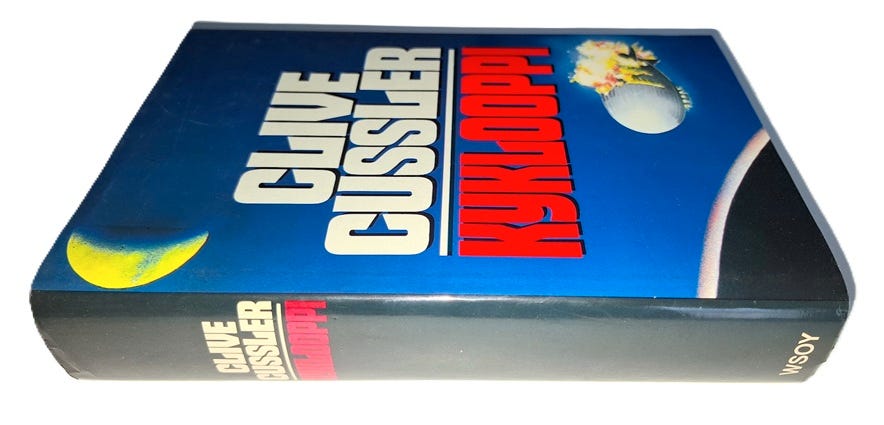 CLIVE
CUSSLER
KYKLOOPPI
CLIVE
CUSSLER
KYKLOOPPI
WSOY